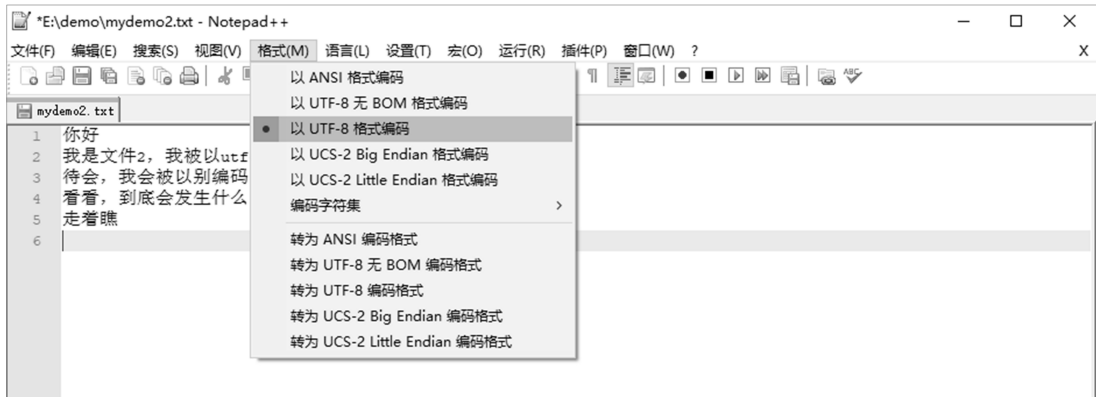 *E:\demo\mydemo2.txt - Notepad++
文件(F) 编辑(E) 搜索(S) 视图(V) 格式(M) 语言(L) 设置(T) 宏(O) 运行(R) 插件(P) 窗口(W) ? X
mydemo2.txt
1 你好
2 我是文件2，我被以utf
3 待会，我会被以别编码
4 看看，到底会发生什么
5 走着瞧
6
以 ANSI 格式编码
以 UTF-8 无 BOM 格式编码
以 UTF-8 格式编码
以 UCS-2 Big Endian 格式编码
以 UCS-2 Little Endian 格式编码
编码字符集
转为 ANSI 编码格式
转为 UTF-8 无 BOM 编码格式
转为 UTF-8 编码格式
转为 UCS-2 Big Endian 编码格式
转为 UCS-2 Little Endian 编码格式